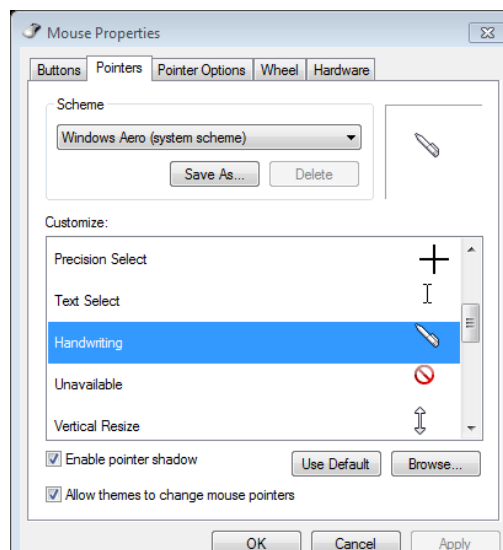 Mouse Properties
Buttons Pointers Pointer Options Wheel Hardware
Scheme
Windows Aero (system scheme)
Save As... Delete
Customize:
Precision Select
Text Select
Handwriting
Unavailable
Vertical Resize
Enable pointer shadow
Use Default Browse...
Allow themes to change mouse pointers
OK Cancel Apply